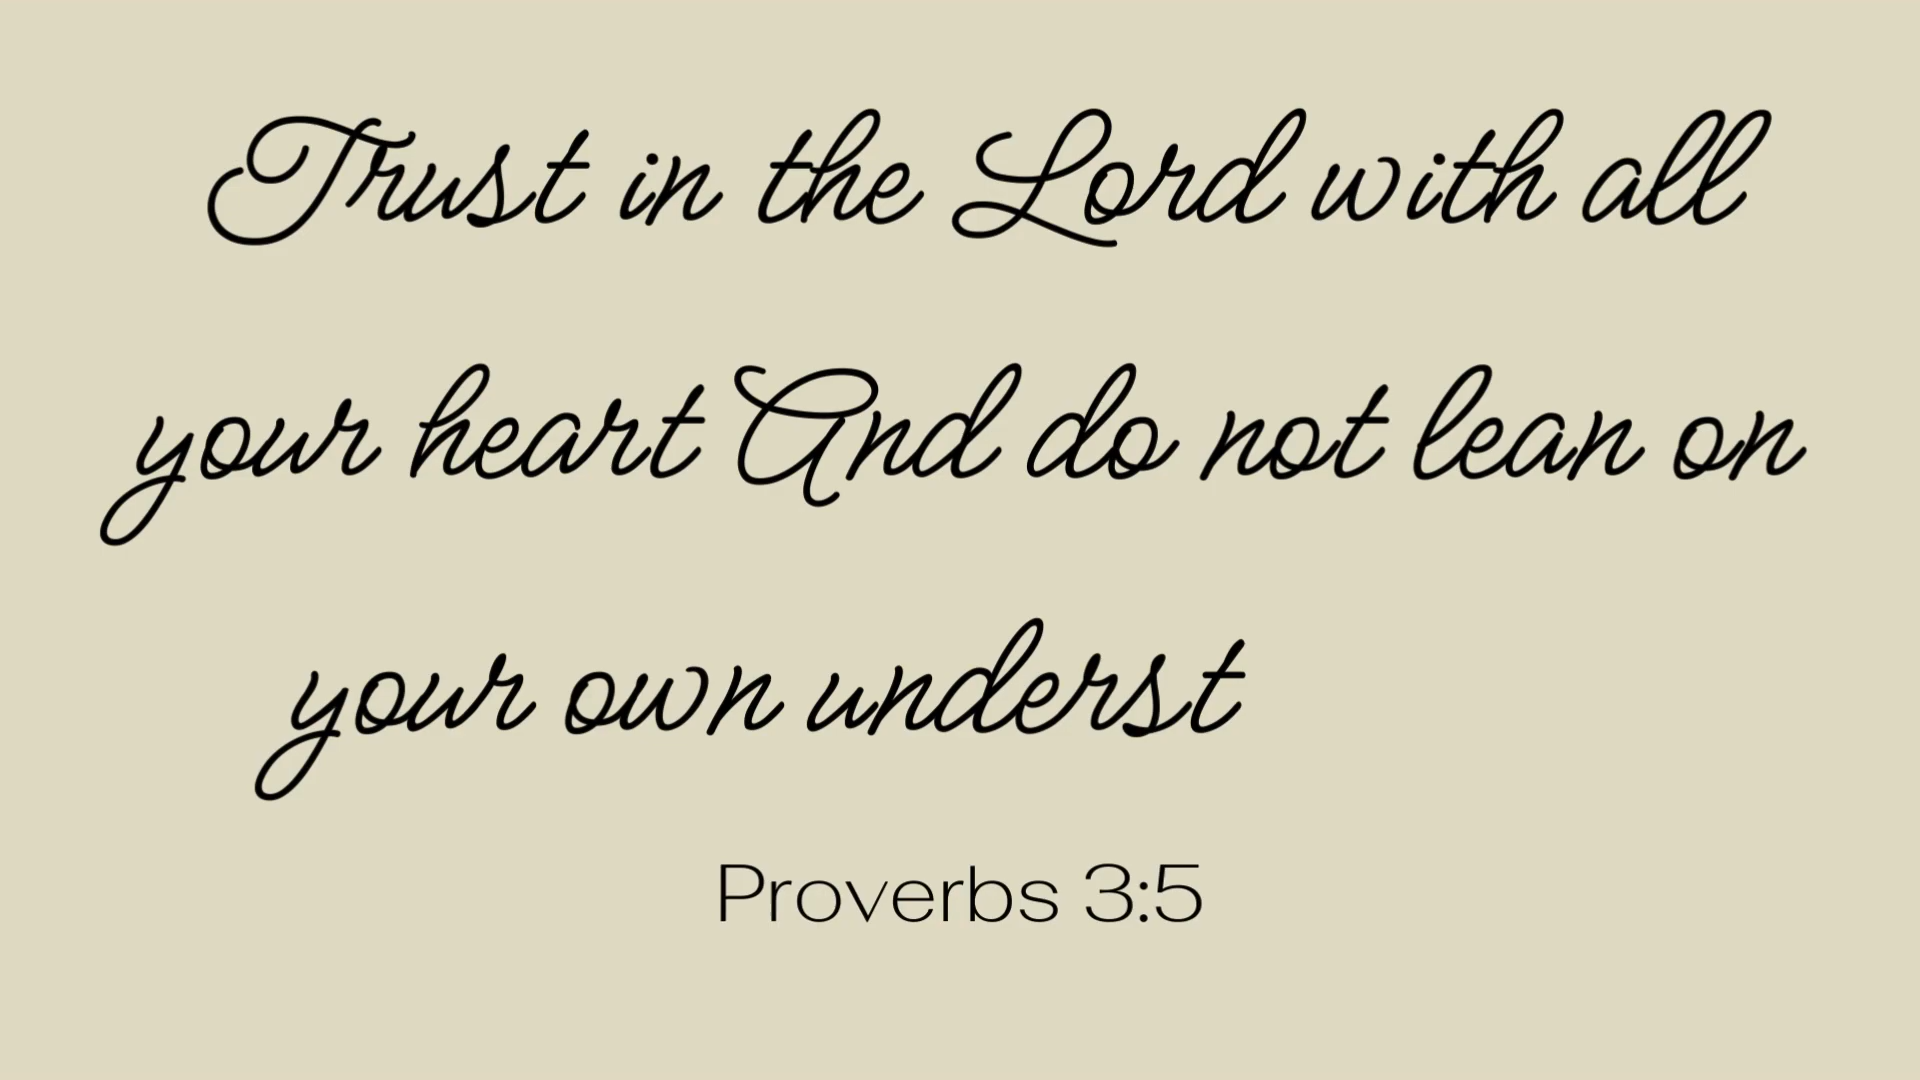 Trust in the Lord with all
your heart And do not lean on
your own underst
Proverbs 3:5